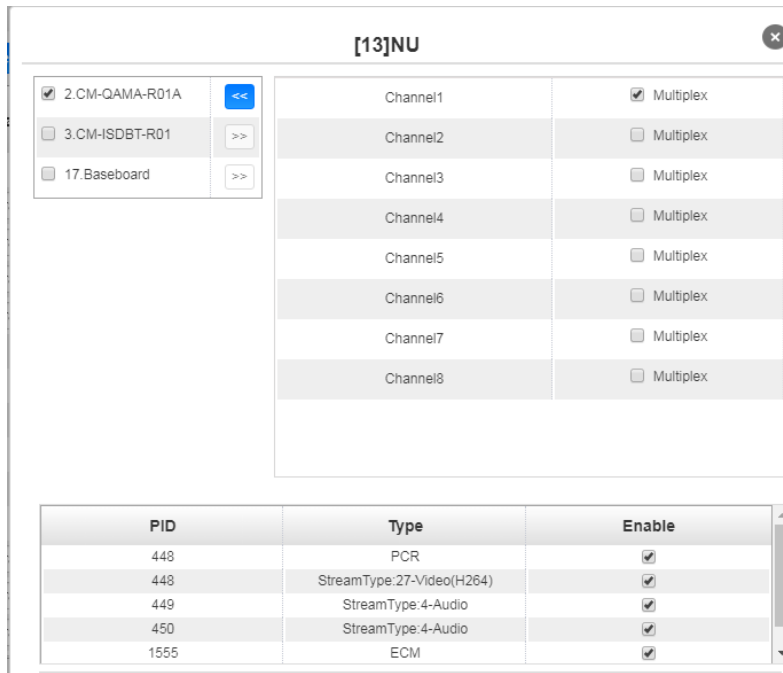 [13]NU
2.CM-QAMA-R01A <<
3.CM-ISDBT-R01 >>
17.Baseboard >>
Channel1 Multiplex
Channel2 Multiplex
Channel3 Multiplex
Channel4 Multiplex
Channel5 Multiplex
Channel6 Multiplex
Channel7 Multiplex
Channel8 Multiplex
PID Type Enable
448 PCR
448 StreamType:27-Video(H264)
449 StreamType:4-Audio
450 StreamType:4-Audio
1555 ECM